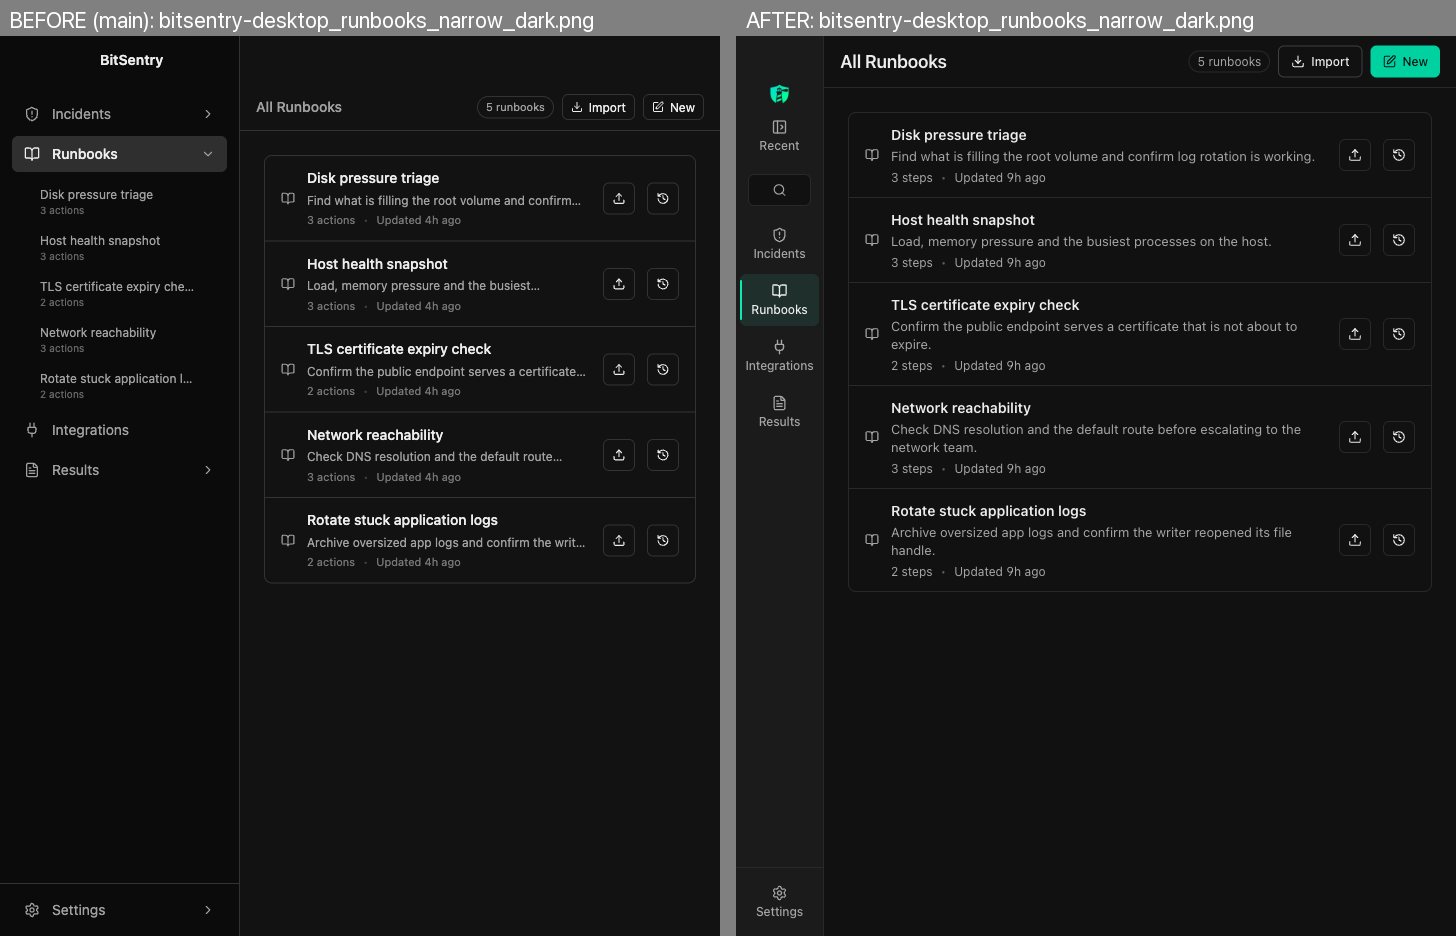 BEFORE (main): bitsentry-desktop_runbooks_narrow_dark.png
BitSentry
Incidents
Runbooks
Disk pressure triage
3 actions
Host health snapshot
3 actions
TLS certificate expiry che...
2 actions
Network reachability
3 actions
Rotate stuck application l...
2 actions
Integrations
Results
Settings
All Runbooks
5 runbooks
Import
New
Disk pressure triage
Find what is filling the root volume and confirm...
3 actions · Updated 4h ago
Host health snapshot
Load, memory pressure and the busiest...
3 actions · Updated 4h ago
TLS certificate expiry check
Confirm the public endpoint serves a certificate...
2 actions · Updated 4h ago
Network reachability
Check DNS resolution and the default route...
3 actions · Updated 4h ago
Rotate stuck application logs
Archive oversized app logs and confirm the writ...
2 actions · Updated 4h ago
AFTER: bitsentry-desktop_runbooks_narrow_dark.png
Recent
Incidents
Runbooks
Integrations
Results
Settings
All Runbooks
5 runbooks
Import
New
Disk pressure triage
Find what is filling the root volume and confirm log rotation is working.
3 steps · Updated 9h ago
Host health snapshot
Load, memory pressure and the busiest processes on the host.
3 steps · Updated 9h ago
TLS certificate expiry check
Confirm the public endpoint serves a certificate that is not about to
expire.
2 steps · Updated 9h ago
Network reachability
Check DNS resolution and the default route before escalating to the
network team.
3 steps · Updated 9h ago
Rotate stuck application logs
Archive oversized app logs and confirm the writer reopened its file
handle.
2 steps · Updated 9h ago